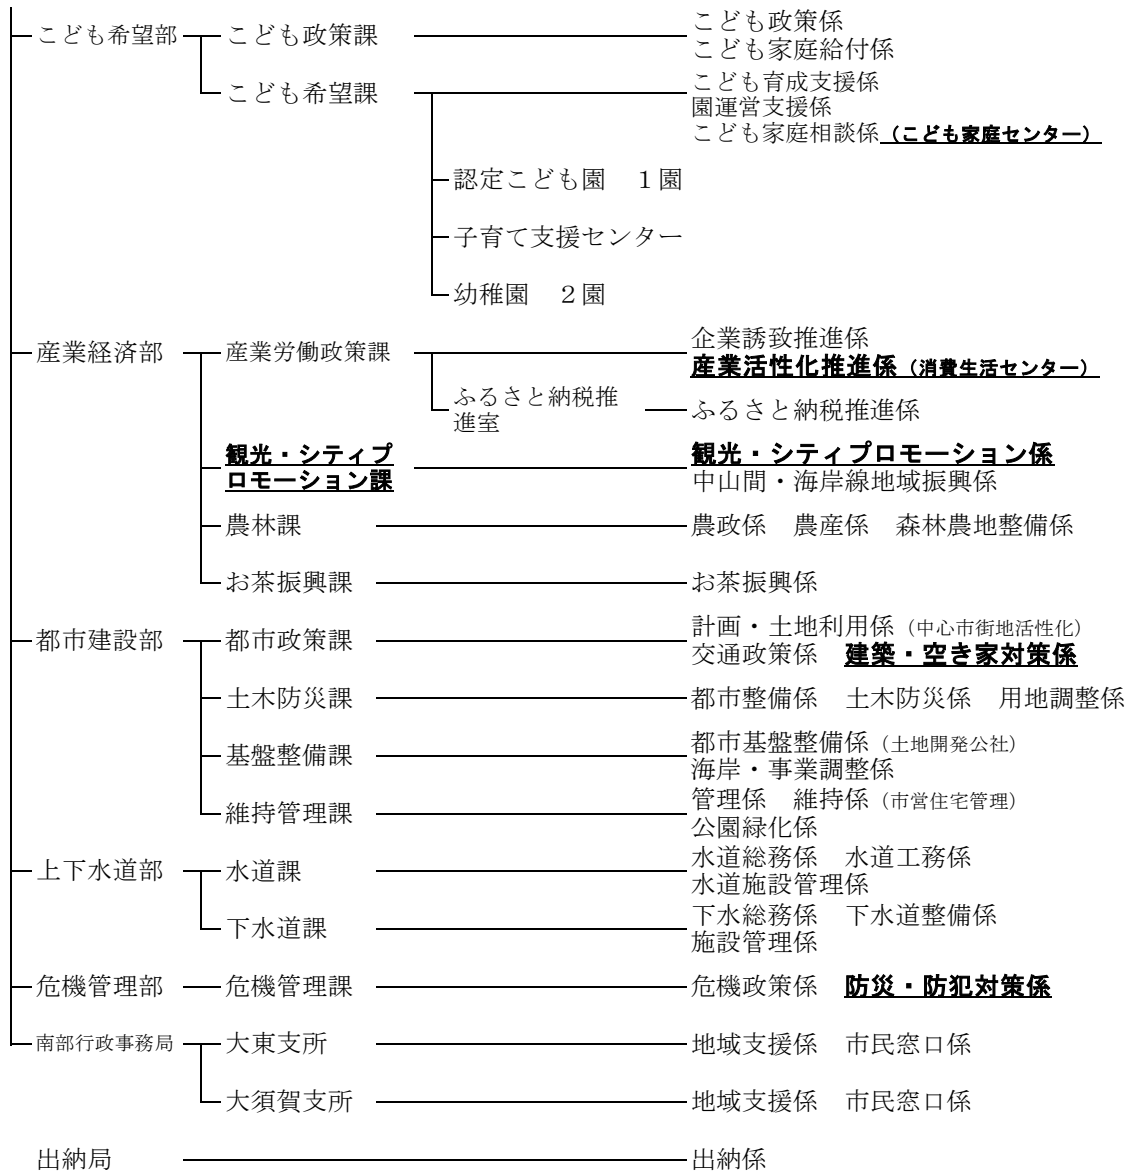 こども希望部 こども政策課 こども政策係
こども家庭給付係
こども希望課 こども育成支援係
園運営支援係
こども家庭相談係（こども家庭センター）
認定こども園　１園
子育て支援センター
幼稚園　２園
産業経済部 産業労働政策課 企業誘致推進係
産業活性化推進係（消費生活センター）
ふるさと納税推
進室
ふるさと納税推進係
観光・シティプ
ロモーション課
観光・シティプロモーション係
中山間・海岸線地域振興係
農林課 農政係　農産係　森林農地整備係
お茶振興課 お茶振興係
都市建設部 都市政策課 計画・土地利用係（中心市街地活性化）
交通政策係　建築・空き家対策係
土木防災課 都市整備係　土木防災係　用地調整係
基盤整備課 都市基盤整備係（土地開発公社）
海岸・事業調整係
維持管理課 管理係　維持係（市営住宅管理）
公園緑化係
上下水道部 水道課 水道総務係　水道工務係
水道施設管理係
下水道課 下水総務係　下水道整備係
施設管理係
危機管理部 危機管理課 危機政策係　防災・防犯対策係
南部行政事務局 大東支所 地域支援係　市民窓口係
大須賀支所 地域支援係　市民窓口係
出納局 出納係